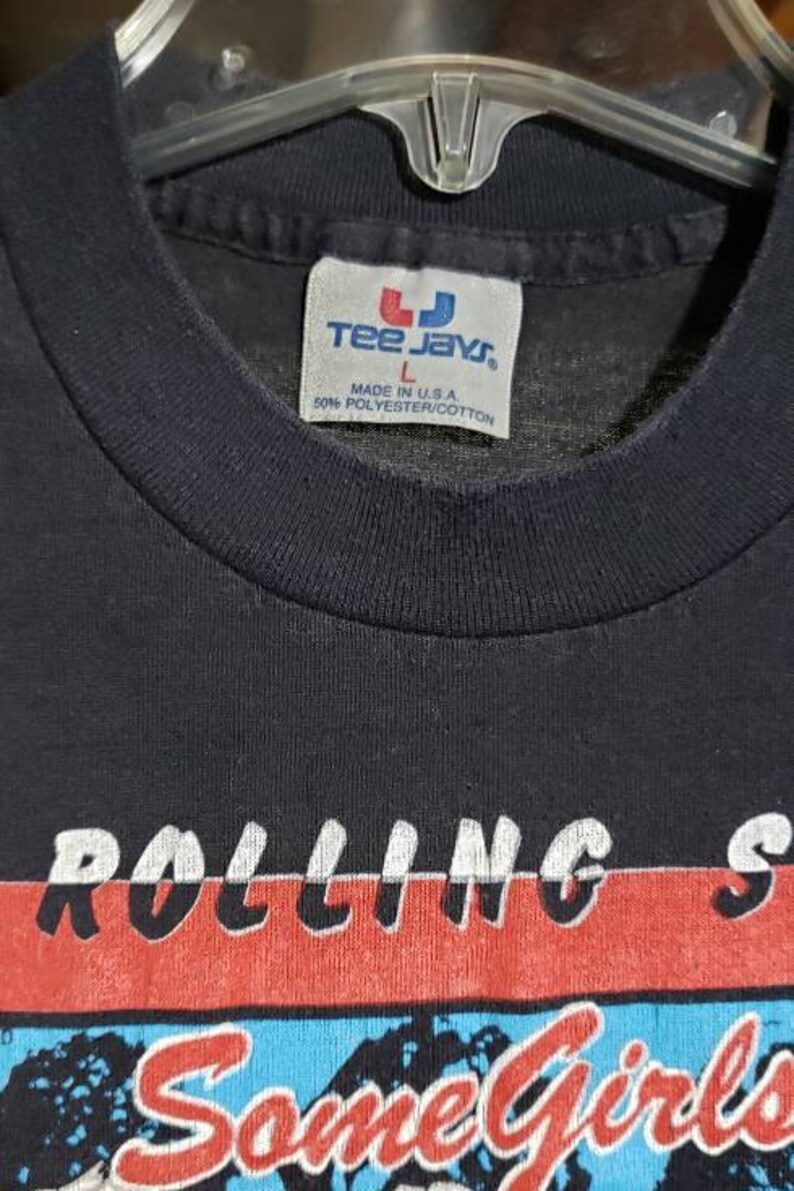 Tee Jays®
L
MADE IN U.S.A.
50% POLYESTER/COTTON
ROLLING S
Some Girls